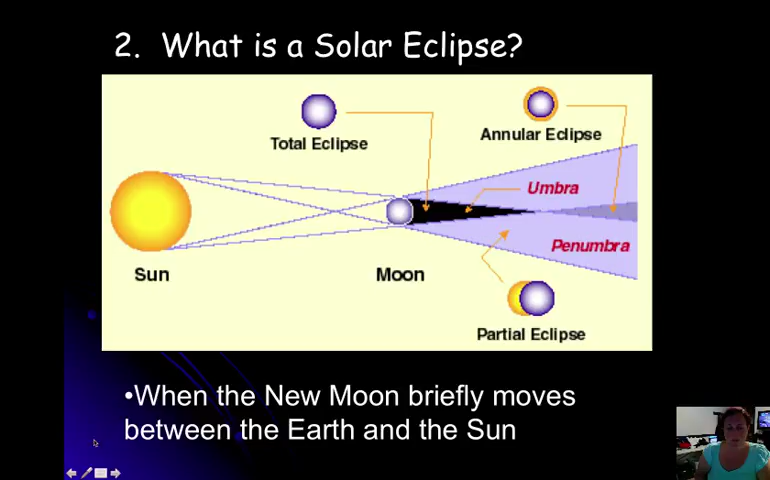 2. What is a Solar Eclipse?
Total Eclipse
Annular Eclipse
Umbra
Penumbra
Sun
Moon
Partial Eclipse
•When the New Moon briefly moves
between the Earth and the Sun